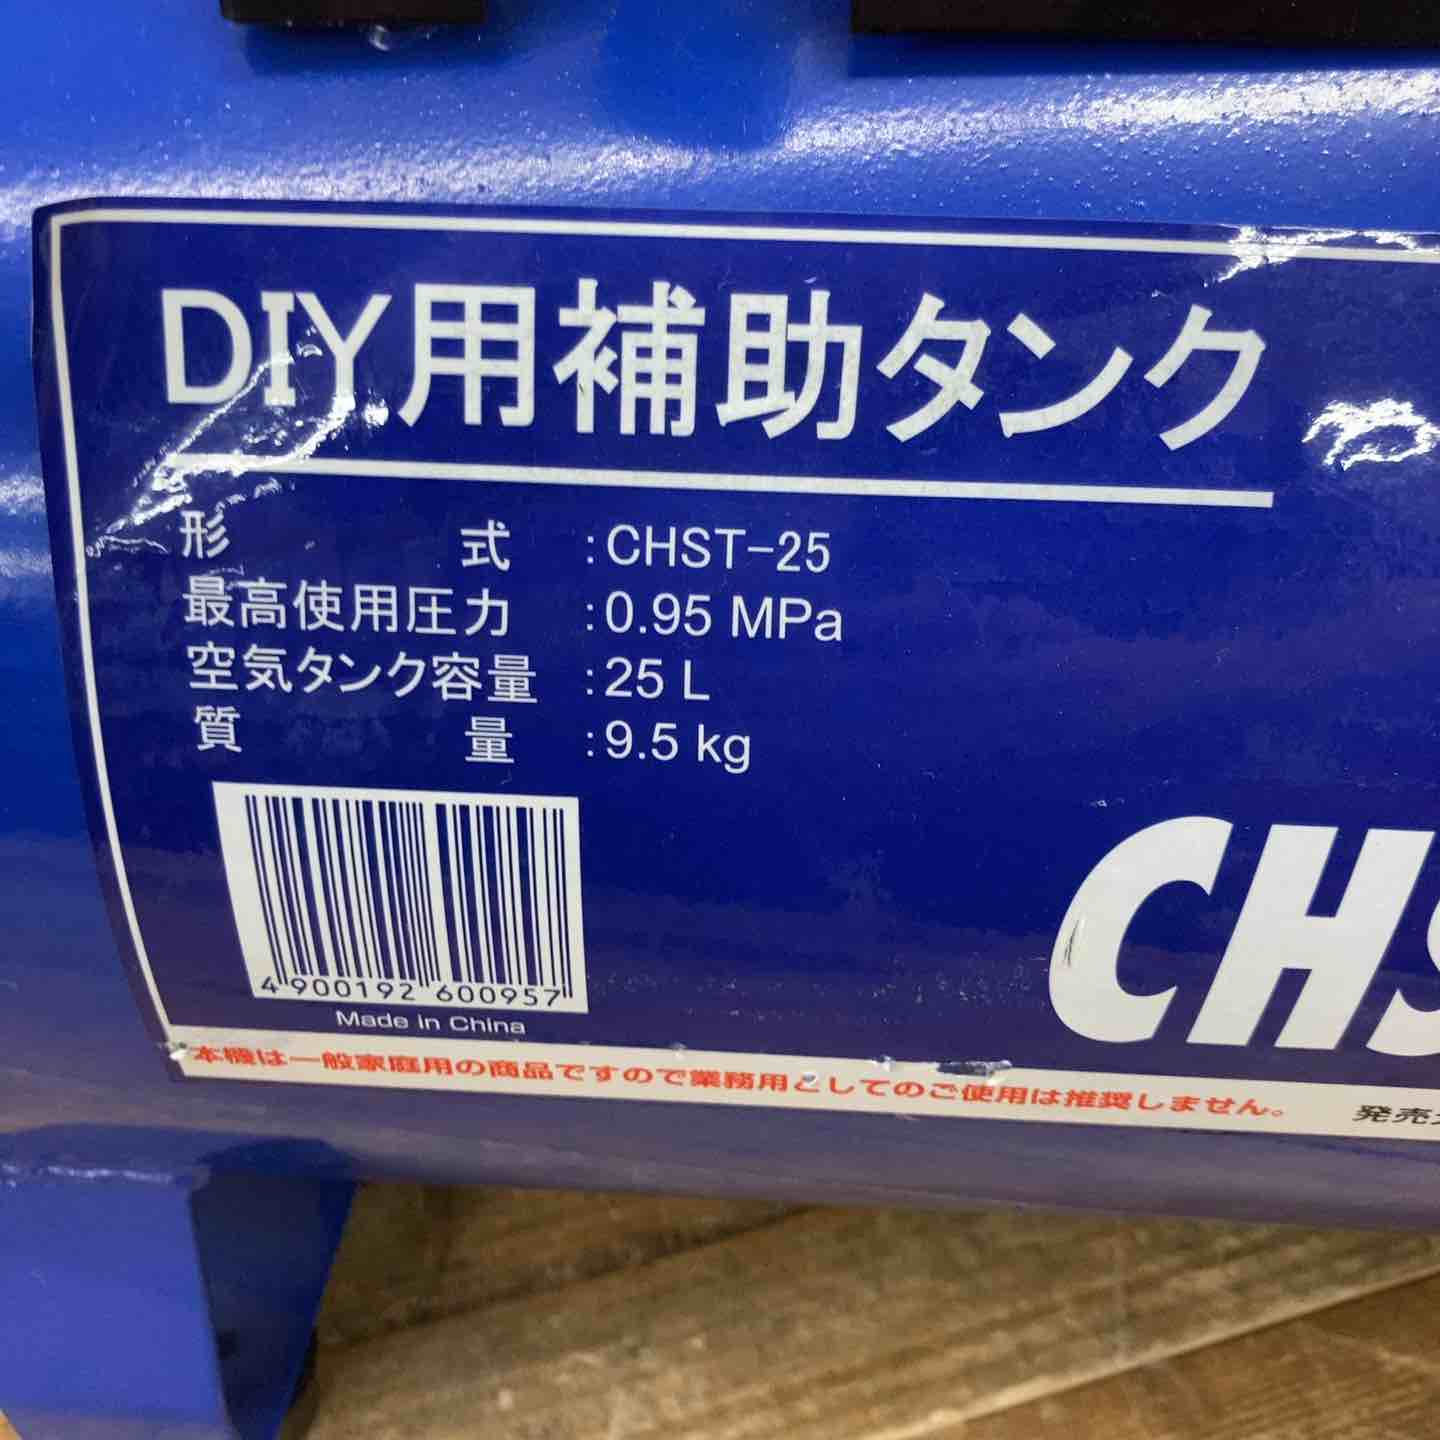 DIY用補助タンク
形 式 :CHST-25
最高使用圧力 :0.95 MPa
空気タンク容量 :25 L
質 量 :9.5 kg
4 900192 600957
Made in China
CHS
本機は一般家庭用の商品ですので業務用としてのご使用は推奨しません。
発売